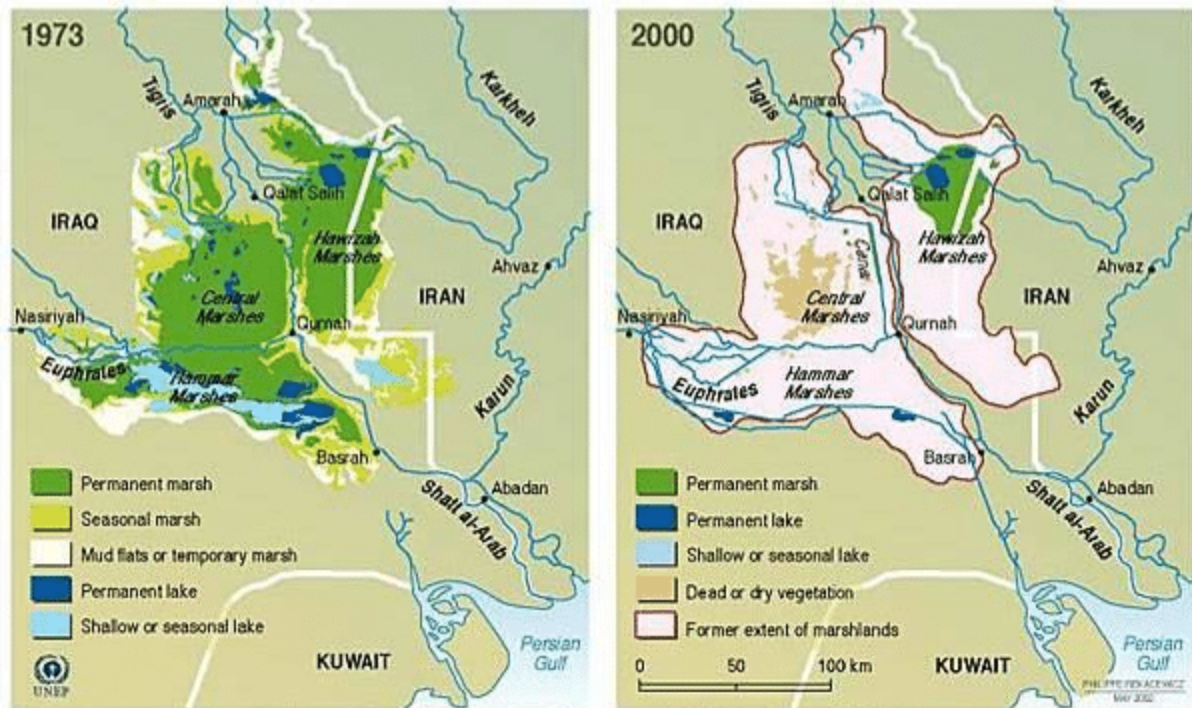 1973
Tigris
Karkheh
Amarah
Qalat Salih
IRAQ
Hawizah
Marshes
Ahvaz
Central
Marshes
IRAN
Nasiriyah
Qurnah
Euphrates
Hammar
Marshes
Karun
Basrah
Abadan
Shatt al-Arab
Permanent marsh
Seasonal marsh
Mud flats or temporary marsh
Permanent lake
Shallow or seasonal lake
UNEP
KUWAIT
Persian
Gulf
2000
Tigris
Karkheh
Amarah
Qalat Salih
IRAQ
Canal
Hawizah
Marshes
Ahvaz
Central
Marshes
IRAN
Nasiriyah
Qurnah
Euphrates
Hammar
Marshes
Karun
Basrah
Abadan
Shatt al-Arab
Permanent marsh
Permanent lake
Shallow or seasonal lake
Dead or dry vegetation
Former extent of marshlands
0 50 100 km
KUWAIT
Persian
Gulf
PHILIPPE REKACEWICZ